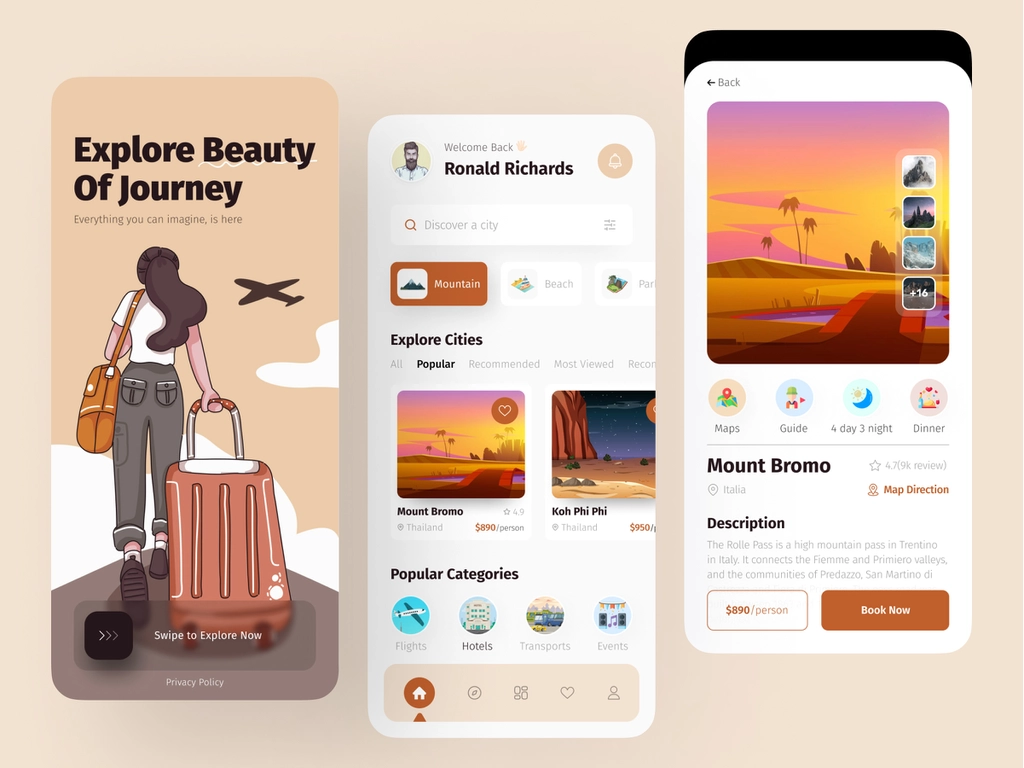 Explore Beauty
Of Journey
Everything you can imagine, is here
Swipe to Explore Now
Privacy Policy
Welcome Back
Ronald Richards
Discover a city
Mountain
Beach
Explore Cities
All Popular Recommended Most Viewed
Mount Bromo 4,9
Thailand $890/person
Koh Phi Phi
Thailand $950/
Popular Categories
Flights Hotels Transports Events
Back
+16
Maps Guide 4 day 3 night Dinner
Mount Bromo 4.7(9k review)
Italia Map Direction
Description
The Rolle Pass is a high mountain pass in Trentino
in Italy. It connects the Fiemme and Primiero valleys,
and the communities of Predazzo, San Martino di
$890/person Book Now